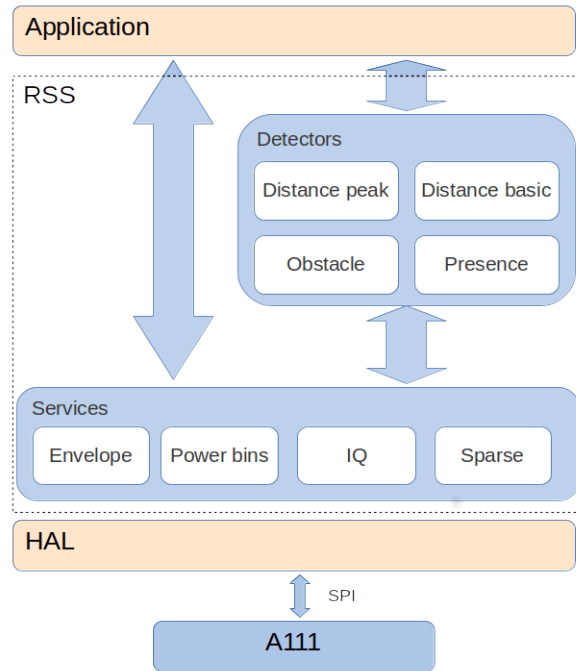 Application
RSS
Detectors
Distance peak
Distance basic
Obstacle
Presence
Services
Envelope
Power bins
IQ
Sparse
HAL
SPI
A111